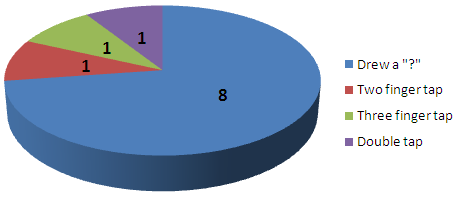 1
1
1
8
Drew a "?"
Two finger tap
Three finger tap
Double tap